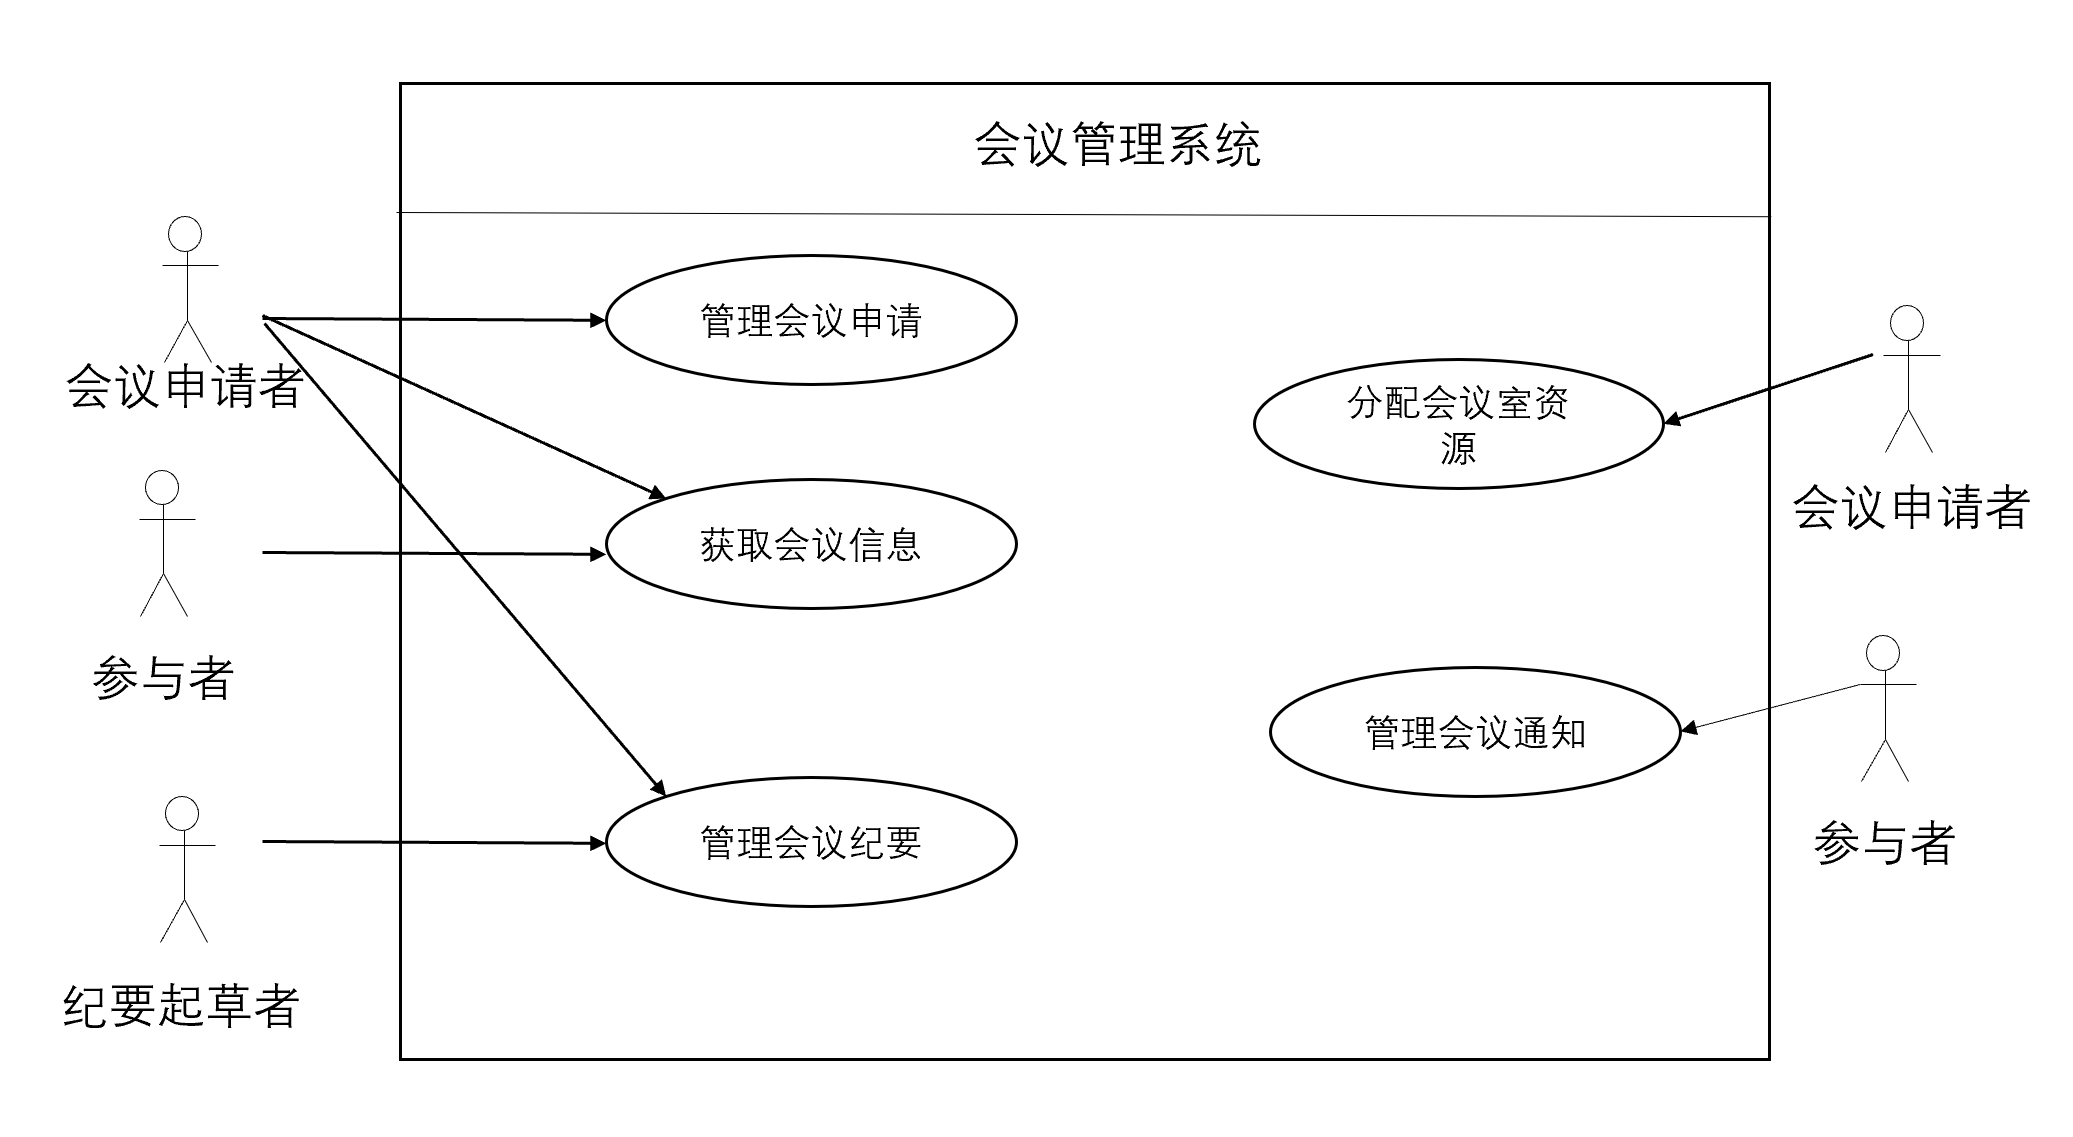 会议管理系统
会议申请者
管理会议申请
分配会议室资
源
会议申请者
参与者
获取会议信息
管理会议通知
参与者
纪要起草者
管理会议纪要